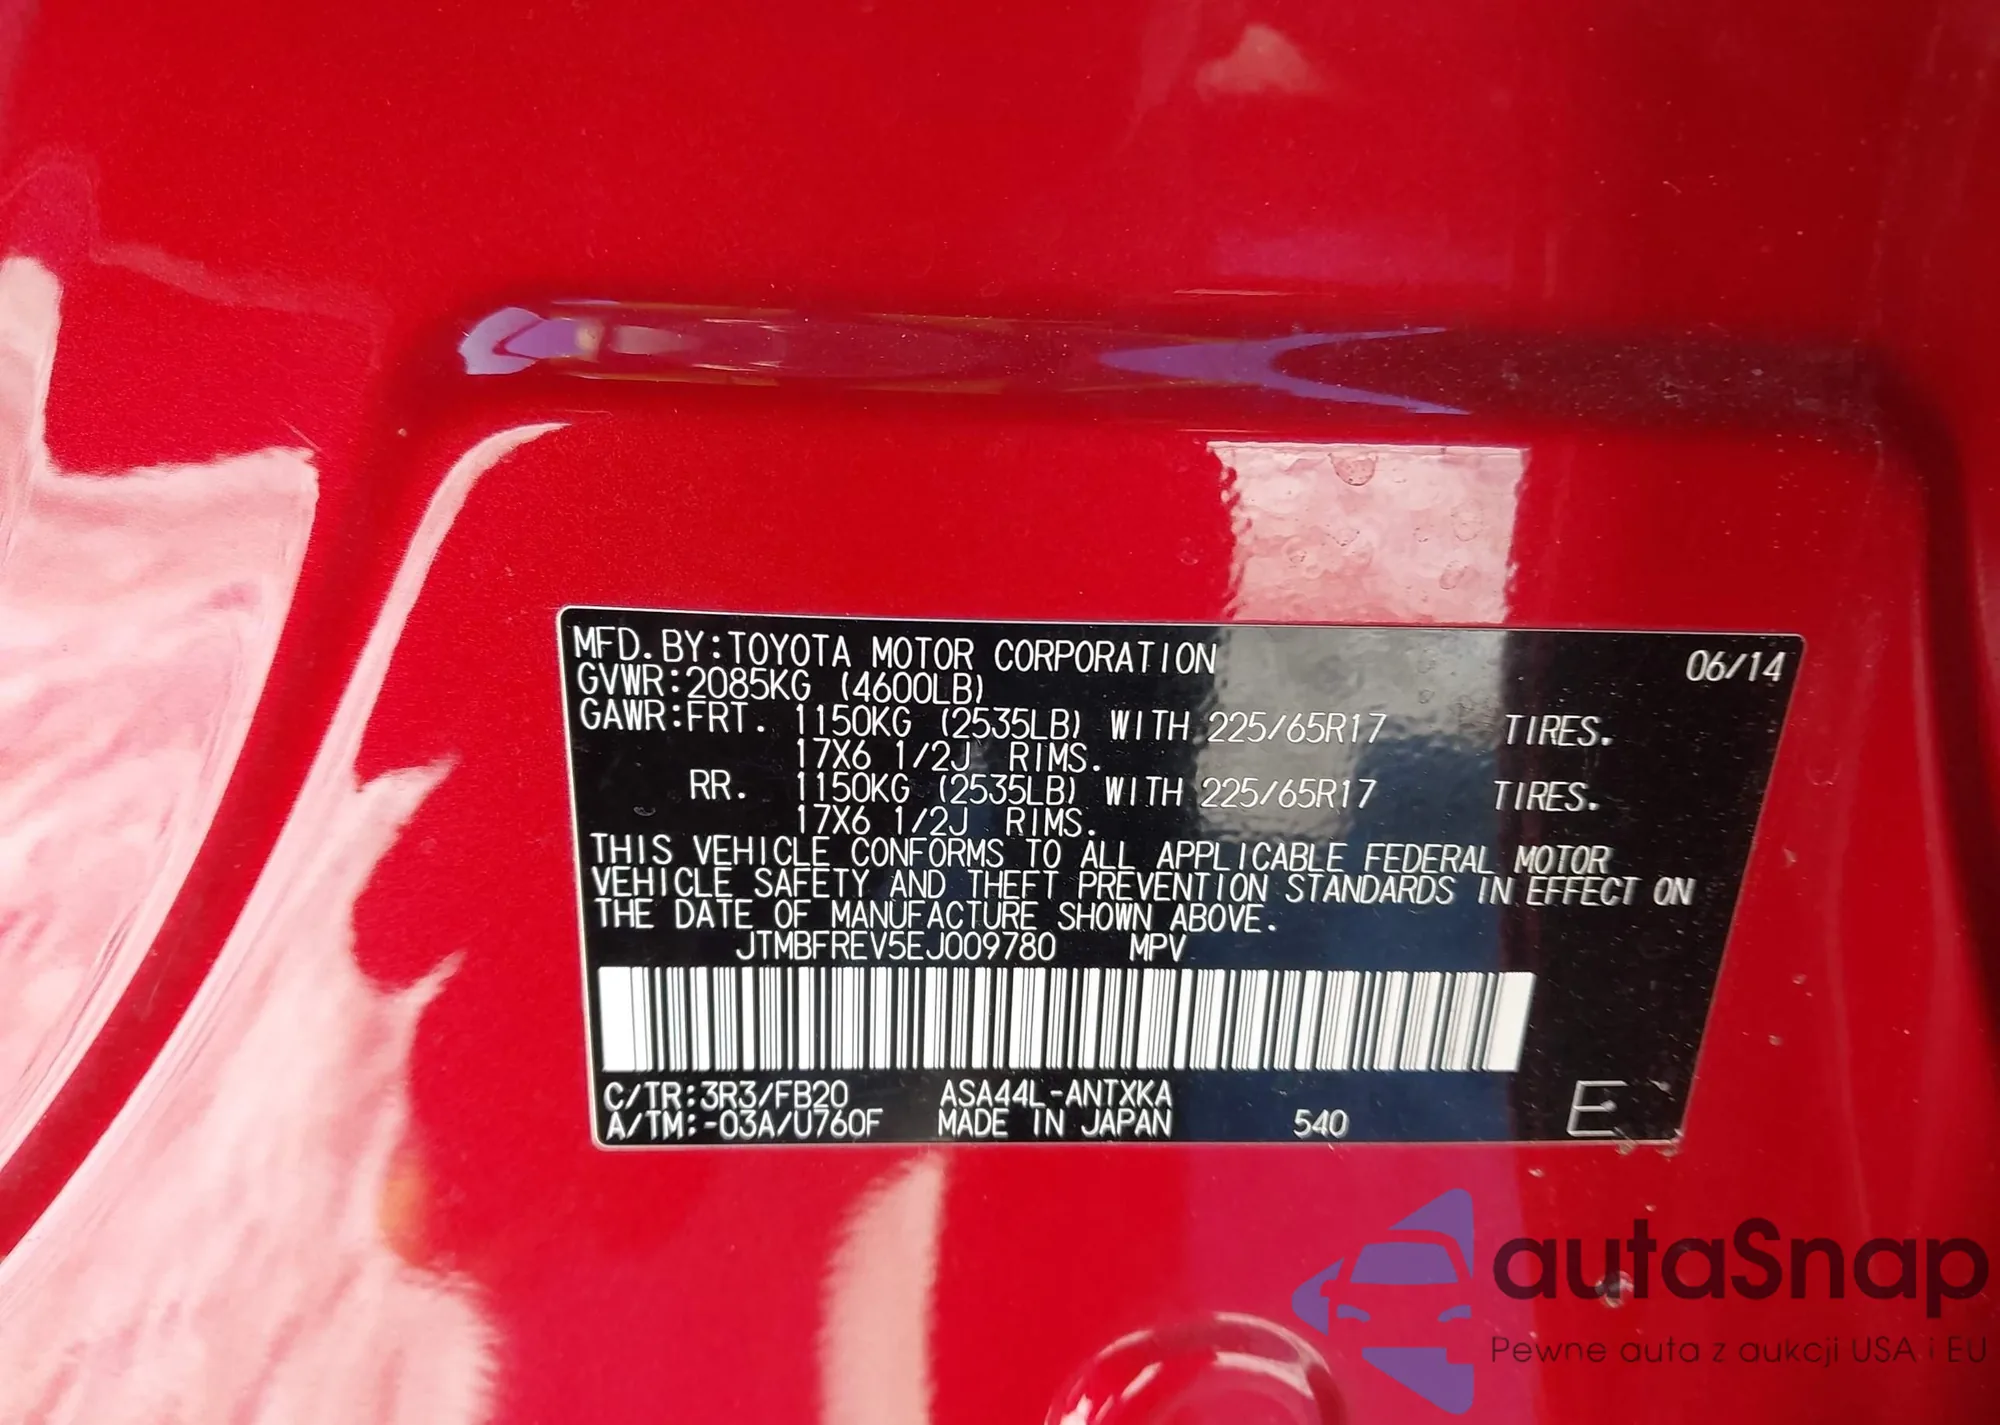 MFD.BY:TOYOTA MOTOR CORPORATION 06/14
GVWR:2085KG (4600LB)
GAWR:FRT. 1150KG (2535LB) WITH 225/65R17 TIRES.
17X6 1/2J RIMS.
RR. 1150KG (2535LB) WITH 225/65R17 TIRES.
17X6 1/2J RIMS.
THIS VEHICLE CONFORMS TO ALL APPLICABLE FEDERAL MOTOR
VEHICLE SAFETY AND THEFT PREVENTION STANDARDS IN EFFECT ON
THE DATE OF MANUFACTURE SHOWN ABOVE.
JTMBFREV5EJ009780 MPV
C/TR:3R3/FB20 ASA44L-ANTXKA
A/TM:-03A/U760F MADE IN JAPAN 540 E
autaSnap
Pewne auta z aukcji USA i EU